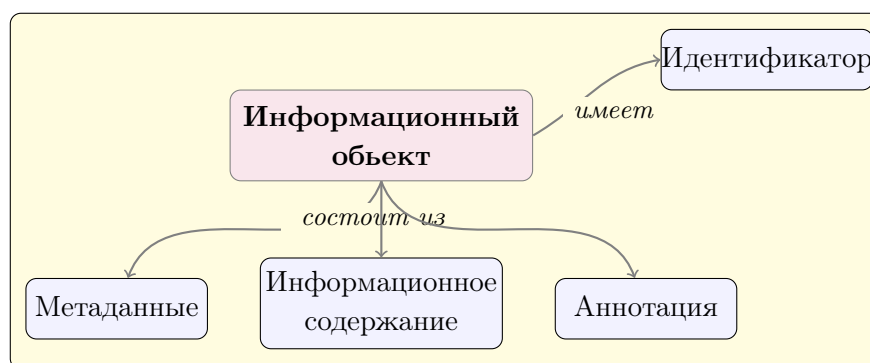 Идентификатор
Информационный
обьект
имеет
состоит из
Метаданные
Информационное
содержание
Аннотация